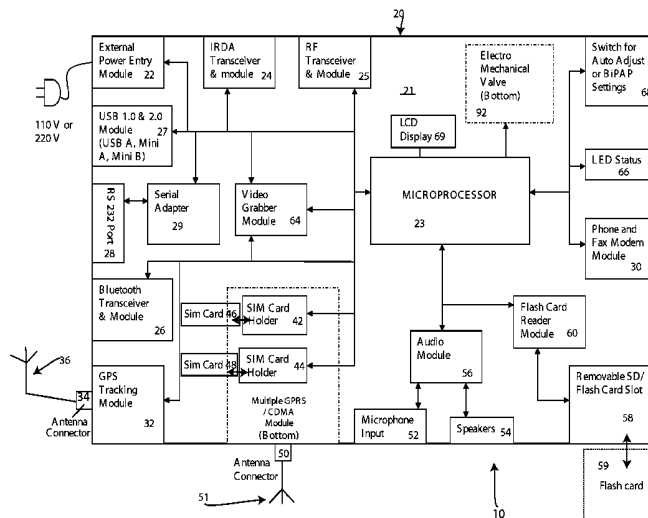 20
External
Power Entry
Module 22
IRDA
Transceiver
& module 24
RF
Transceiver
& Module 25
21
Electro
Mechanical
Valve
(Bottom)
92
Switch for
Auto Adjust
or BiPAP
Settings
68
110 V or
220 V
USB 1.0 & 2.0
Module 27
(USB A, Mini
A, Mini B)
LCD
Display 69
LED Status
66
RS 232 Port
28
Serial
Adapter
29
Video
Grabber
Module
64
MICROPROCESSOR
23
Phone and
Fax Modem
Module
30
Bluetooth
Transceiver
& Module
26
Sim Card 46
SIM Card
Holder 42
Sim Card 48
SIM Card
Holder 44
Multiple GPRS
/ CDMA
Module
(Bottom)
Audio
Module
56
Flash Card
Reader
Module
60
36
34
Antenna
Connector
GPS
Tracking
Module
32
Microphone
Input 52
Speakers
54
Removable SD/
Flash Card Slot
58
Antenna
Connector
50
51
10
59
Flash card